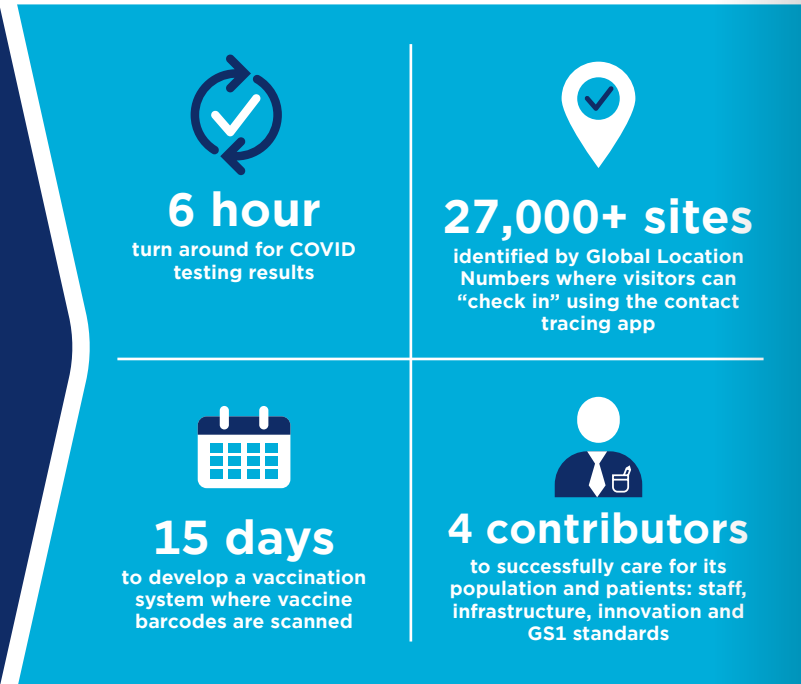 6 hour
turn around for COVID
testing results
27,000+ sites
identified by Global Location
Numbers where visitors can
“check in” using the contact
tracing app
15 days
to develop a vaccination
system where vaccine
barcodes are scanned
4 contributors
to successfully care for its
population and patients: staff,
infrastructure, innovation and
GS1 standards